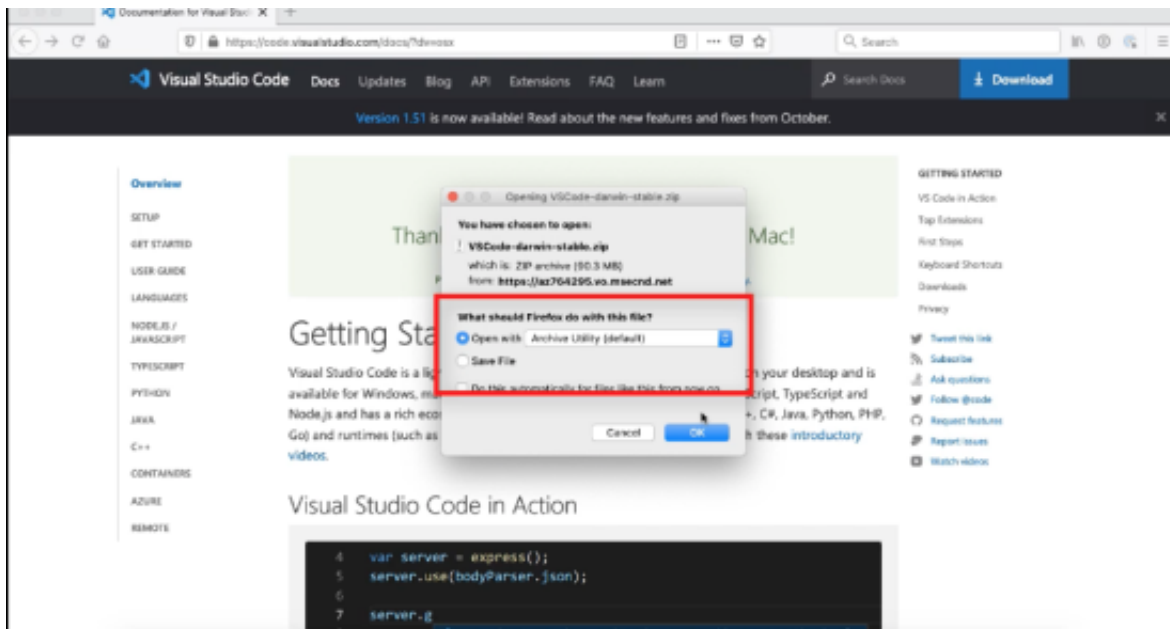 Documentation for Visual Stud
https://code.visualstudio.com/docs/?dv=osx
Search
Visual Studio Code Docs Updates Blog API Extensions FAQ Learn
Search Docs
Download
Version 1.51 is now available! Read about the new features and fixes from October.
Overview
SETUP
GET STARTED
USER GUIDE
LANGUAGES
NODE.JS /
JAVASCRIPT
TYPESCRIPT
PYTHON
JAVA
C++
CONTAINERS
AZURE
REMOTE
Than
Mac!
Opening VSCode-darwin-stable.zip
You have chosen to open:
VSCode-darwin-stable.zip
which is: ZIP archive (90.3 MB)
from: https://az764295.vo.msecnd.net
What should Firefox do with this file?
Open with Archive Utility (default)
Save File
Do this automatically for files like this from now on.
Cancel
OK
Getting Sta
Visual Studio Code is a lig
h your desktop and is
available for Windows, ma
cript, TypeScript and
Node.js and has a rich eco
+, C#, Java, Python, PHP,
Go) and runtimes (such as
h these introductory
videos.
Visual Studio Code in Action
4 var server = express();
5 server.use(bodyParser.json);
6
7 server.g
GETTING STARTED
VS Code in Action
Top Extensions
First Steps
Keyboard Shortcuts
Downloads
Privacy
Tweet this link
Subscribe
Ask questions
Follow @code
Request features
Report issues
Watch videos